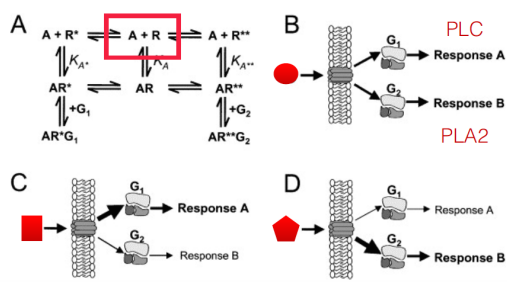 A
A + R* A + R A + R**
K_A* K_A K_A**
AR* AR AR**
+G₁ +G₂
AR*G₁ AR**G₂
B
PLC
G₁
Response A
G₂
Response B
PLA2
C
G₁
Response A
G₂
Response B
D
G₁
Response A
G₂
Response B